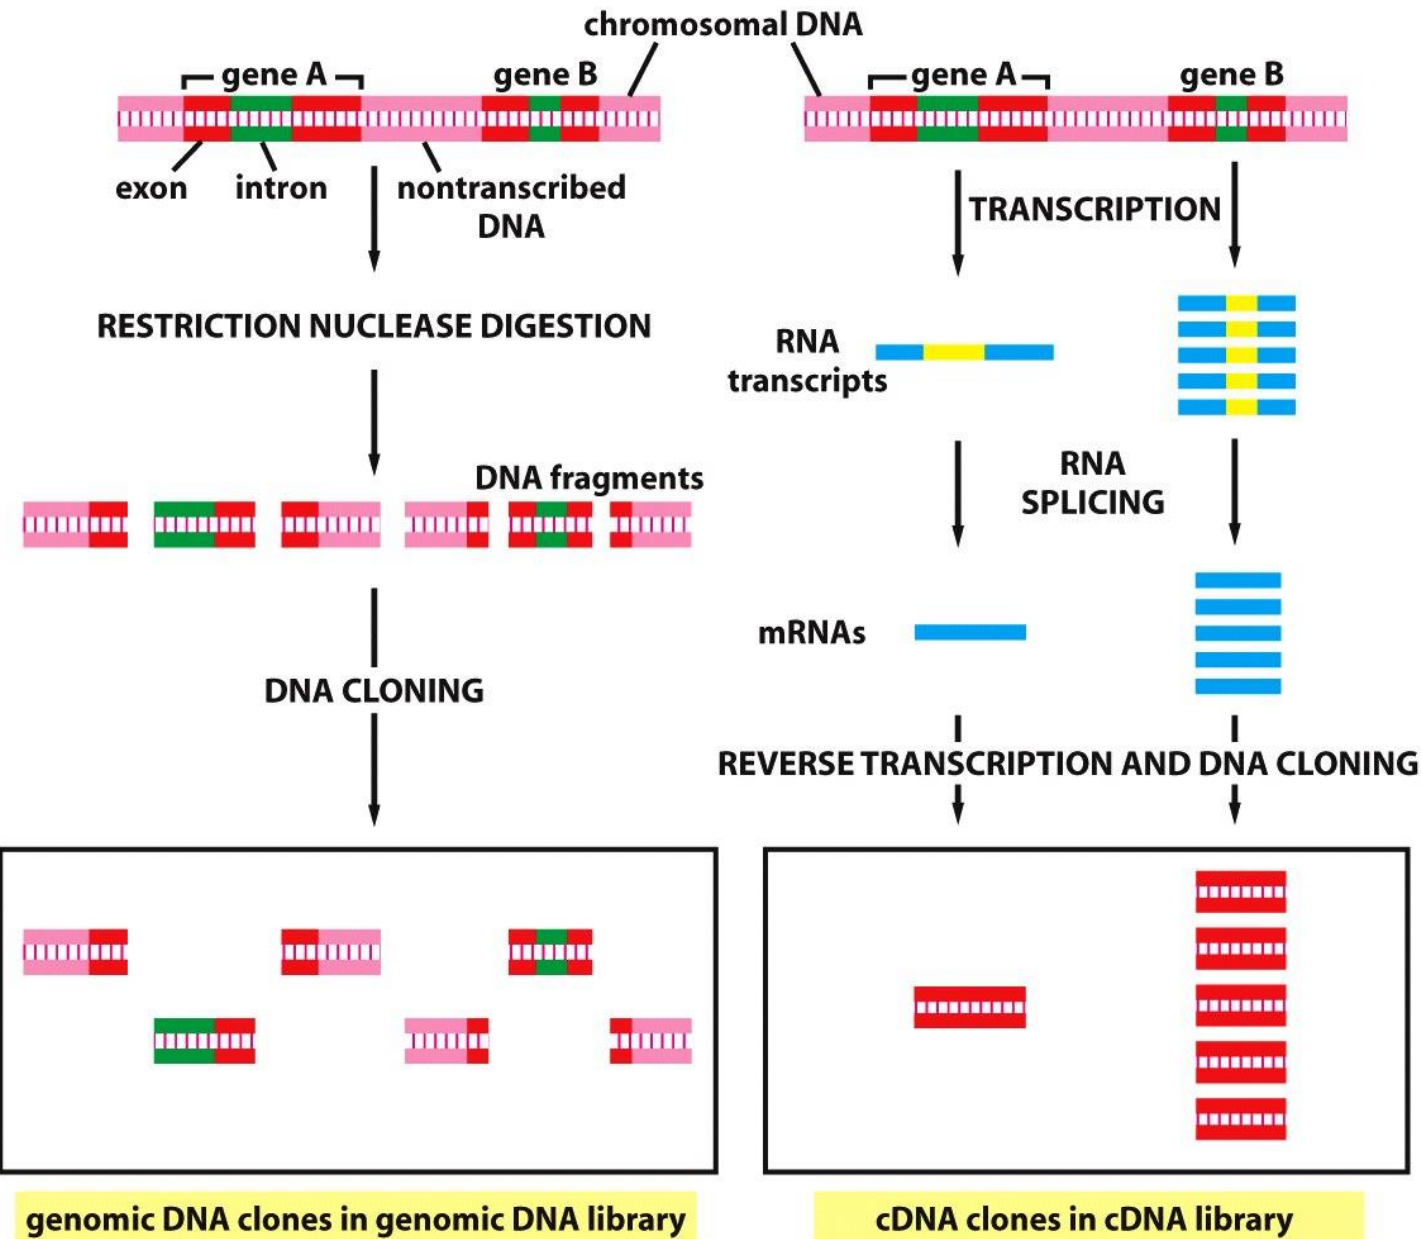 chromosomal DNA
gene A
gene B
gene A
gene B
exon
intron
nontranscribed
DNA
TRANSCRIPTION
RESTRICTION NUCLEASE DIGESTION
RNA
transcripts
DNA fragments
RNA
SPLICING
mRNAs
DNA CLONING
REVERSE TRANSCRIPTION AND DNA CLONING
genomic DNA clones in genomic DNA library
cDNA clones in cDNA library